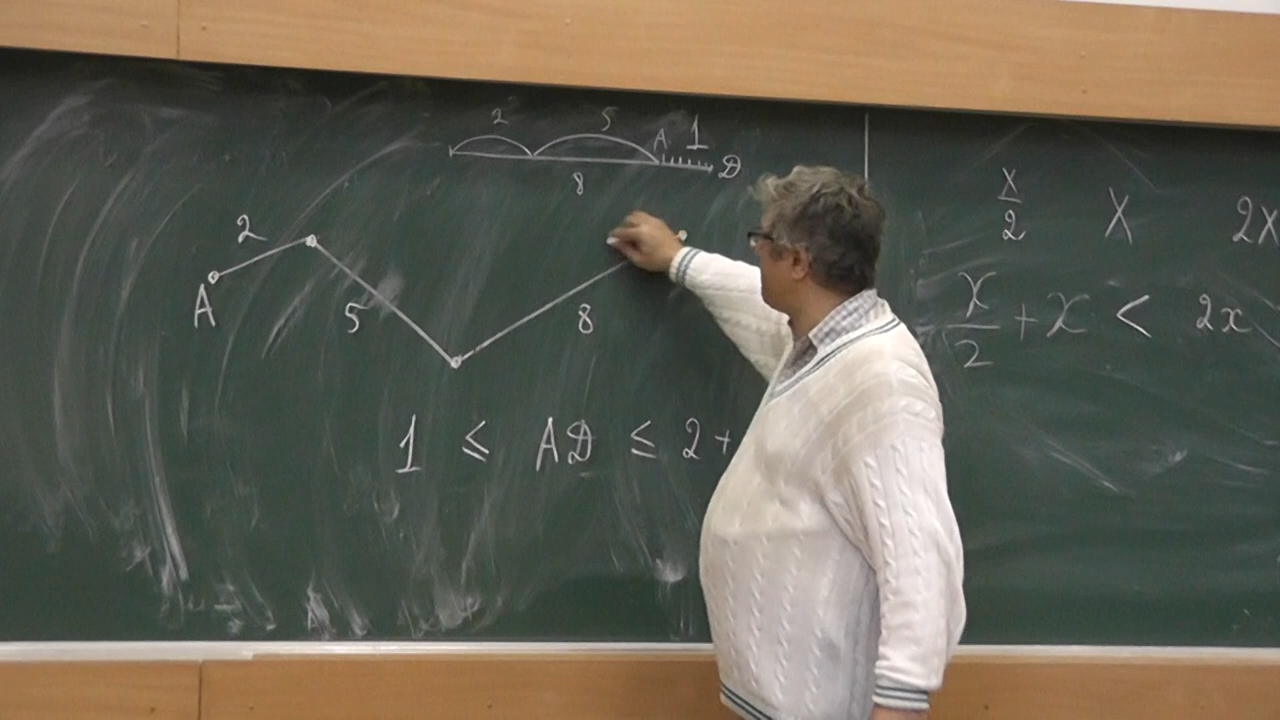 2 5 A 1
8 D
x/2 X 2X
2
A 5 8
x/2 + x < 2x
1 ≤ AD ≤ 2+